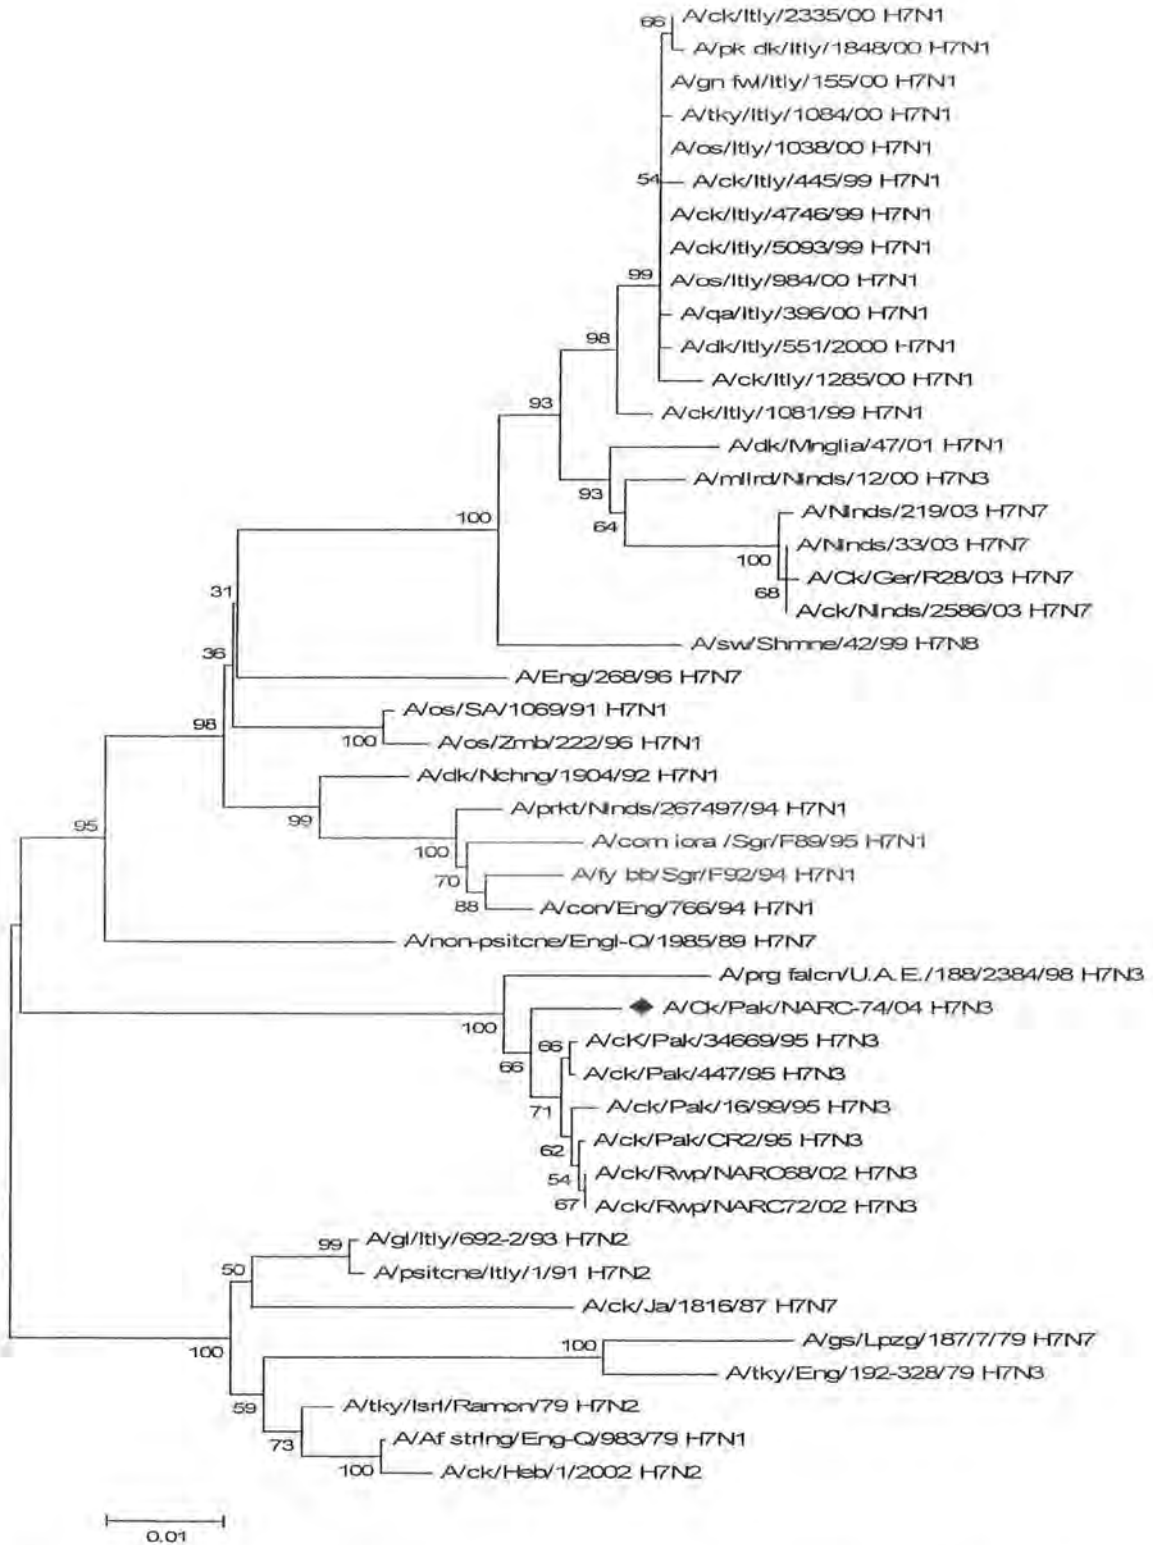 66
A/ck/Itly/2335/00 H7N1
A/pk dk/Itly/1848/00 H7N1
A/gn fwl/Itly/155/00 H7N1
A/tky/Itly/1084/00 H7N1
A/os/Itly/1038/00 H7N1
54
A/ck/Itly/445/99 H7N1
A/ck/Itly/4746/99 H7N1
A/ck/Itly/5093/99 H7N1
99
A/os/Itly/984/00 H7N1
A/qa/Itly/396/00 H7N1
98
A/dk/Itly/551/2000 H7N1
A/ck/Itly/1285/00 H7N1
93
A/ck/Itly/1081/99 H7N1
A/dk/Mnglia/47/01 H7N1
93
A/mllrd/Nlnds/12/00 H7N3
100
A/Nlnds/219/03 H7N7
64
A/Nlnds/33/03 H7N7
100
A/Ck/Ger/R28/03 H7N7
68
A/ck/Nlnds/2586/03 H7N7
31
A/sw/Shmne/42/99 H7N8
36
A/Eng/268/96 H7N7
98
A/os/SA/1069/91 H7N1
100
A/os/Zmb/222/96 H7N1
A/dk/Nchng/1904/92 H7N1
95
99
A/prkt/Nlnds/267497/94 H7N1
100
A/com iora /Sgr/F89/95 H7N1
70
A/fy bb/Sgr/F92/94 H7N1
88
A/con/Eng/766/94 H7N1
A/non-psitcne/Engl-Q/1985/89 H7N7
A/prg falcn/U.A.E./188/2384/98 H7N3
100
A/Ck/Pak/NARC-74/04 H7N3
66
A/cK/Pak/34669/95 H7N3
66
A/ck/Pak/447/95 H7N3
71
A/ck/Pak/16/99/95 H7N3
62
A/ck/Pak/CR2/95 H7N3
54
A/ck/Rwp/NARC68/02 H7N3
67
A/ck/Rwp/NARC72/02 H7N3
99
A/gl/Itly/692-2/93 H7N2
50
A/psitcne/Itly/1/91 H7N2
A/ck/Ja/1816/87 H7N7
100
100
A/gs/Lpzg/187/7/79 H7N7
A/tky/Eng/192-328/79 H7N3
59
A/tky/Isrl/Ramon/79 H7N2
73
A/Af strlng/Eng-Q/983/79 H7N1
100
A/ck/Heb/1/2002 H7N2
0.01